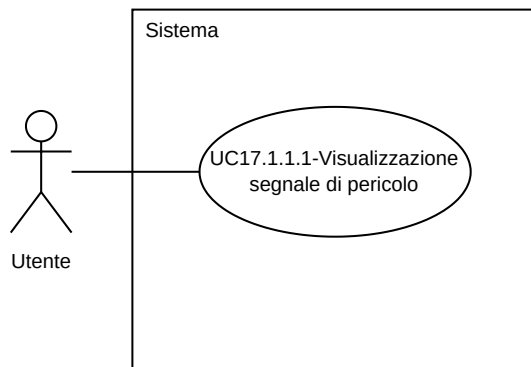 Sistema
UC17.1.1.1-Visualizzazione
segnale di pericolo
Utente